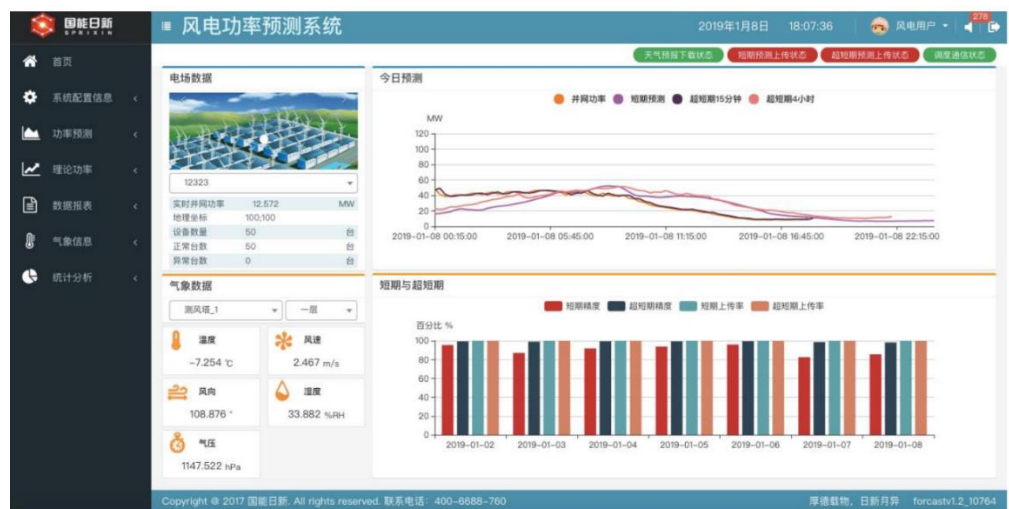 国能日新
SPRIXIN
风电功率预测系统
2019年1月8日 18:07:36
风电用户
278
首页
系统配置信息
功率预测
理论功率
数据报表
气象信息
统计分析
天气预报下载状态 短期预测上传状态 超短期预测上传状态 调度通信状态
电场数据
12323
实时并网功率 12.572 MW
地理坐标 100,100
设备数量 50 台
正常台数 50 台
异常台数 0 台
今日预测
并网功率 短期预测 超短期15分钟 超短期4小时
MW
120
100
80
60
40
20
0
2019-01-08 00:15:00 2019-01-08 05:45:00 2019-01-08 11:15:00 2019-01-08 16:45:00 2019-01-08 22:15:00
气象数据
测风塔_1 一层
温度 风速
-7.254 ℃ 2.467 m/s
风向 湿度
108.876 ° 33.882 %RH
气压
1147.522 hPa
短期与超短期
短期精度 超短期精度 短期上传率 超短期上传率
百分比 %
100
80
60
40
20
0
2019-01-02 2019-01-03 2019-01-04 2019-01-05 2019-01-06 2019-01-07 2019-01-08
Copyright @ 2017 国能日新. All rights reserved. 联系电话: 400-6688-760
厚德载物, 日新月异 forcastv1.2_10764